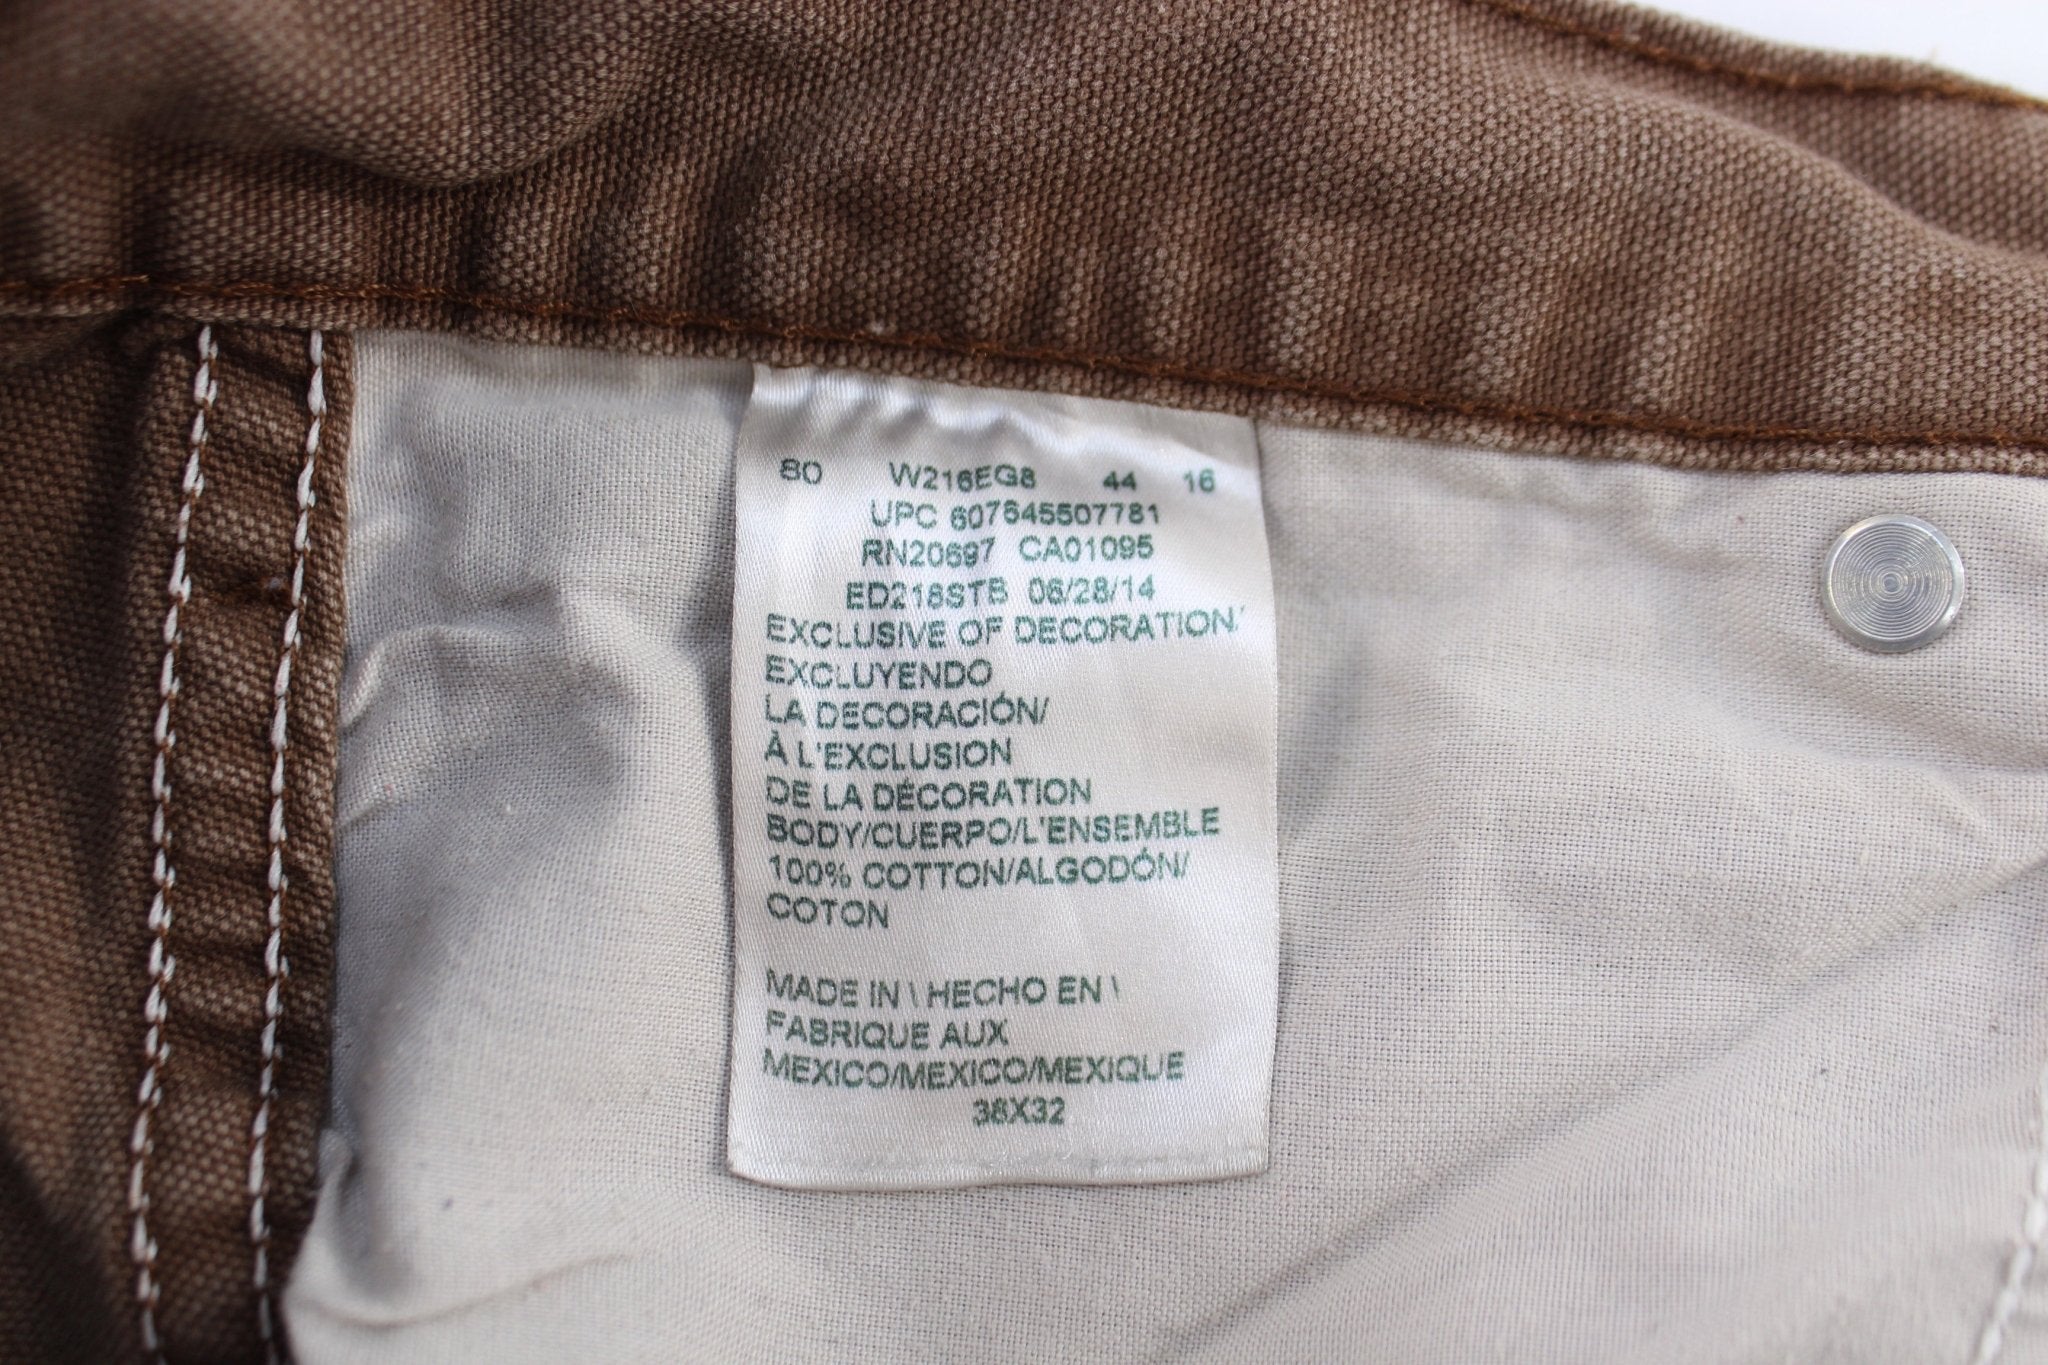 80 W216EG8 44 16
UPC 607645507781
RN20697 CA01095
ED218STB 06/28/14
EXCLUSIVE OF DECORATION/
EXCLUYENDO
LA DECORACIÓN/
À L'EXCLUSION
DE LA DÉCORATION
BODY/CUERPO/L'ENSEMBLE
100% COTTON/ALGODÓN/
COTON
MADE IN \ HECHO EN \
FABRIQUE AUX
MEXICO/MEXICO/MEXIQUE
38X32